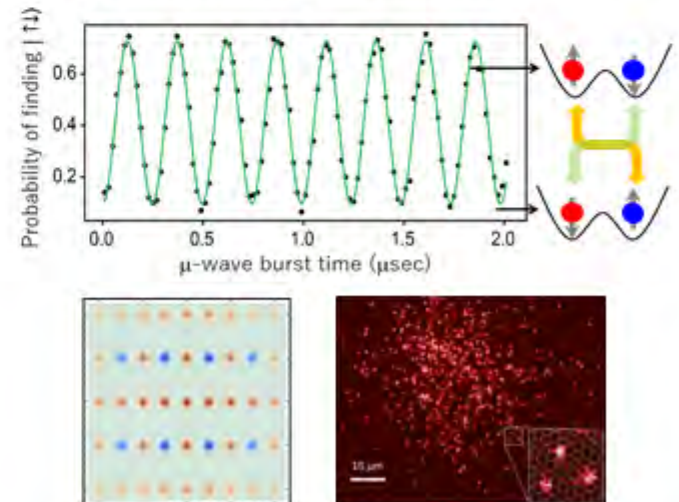 Probability of finding | ↑↓⟩
0.6
0.4
0.2
0.0 0.5 1.0 1.5 2.0
μ-wave burst time (μsec)
10 μm